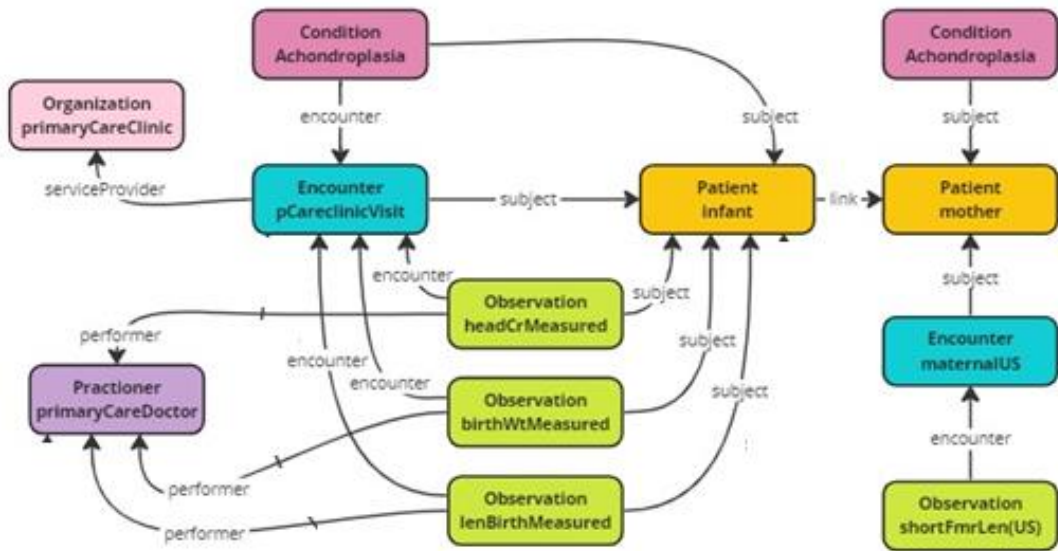 Condition
Achondroplasia
Condition
Achondroplasia
Organization
primaryCareClinic
encounter
subject
subject
serviceProvider
Encounter
pCareclinicVisit
subject
Patient
infant
link
Patient
mother
encounter
Observation
headCrMeasured
subject
subject
performer
Encounter
maternalUS
encounter
subject
Practioner
primaryCareDoctor
encounter
Observation
birthWtMeasured
subject
encounter
performer
Observation
lenBirthMeasured
performer
Observation
shortFmrLen(US)